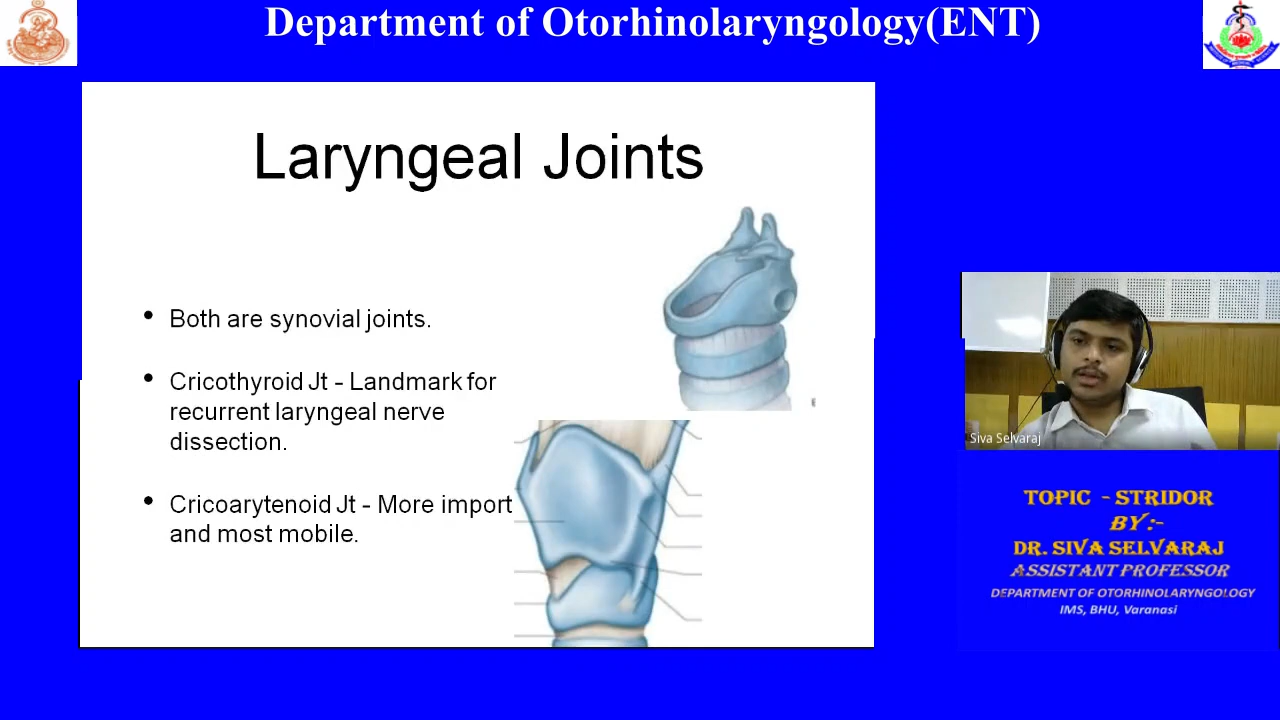 Department of Otorhinolaryngology(ENT)
Laryngeal Joints
• Both are synovial joints.
• Cricothyroid Jt - Landmark for
recurrent laryngeal nerve
dissection.
• Cricoarytenoid Jt - More import
and most mobile.
Siva Selvaraj
TOPIC - STRIDOR
BY:-
DR. SIVA SELVARAJ
ASSISTANT PROFESSOR
DEPARTMENT OF OTORHINOLARYNGOLOGY
IMS, BHU, Varanasi